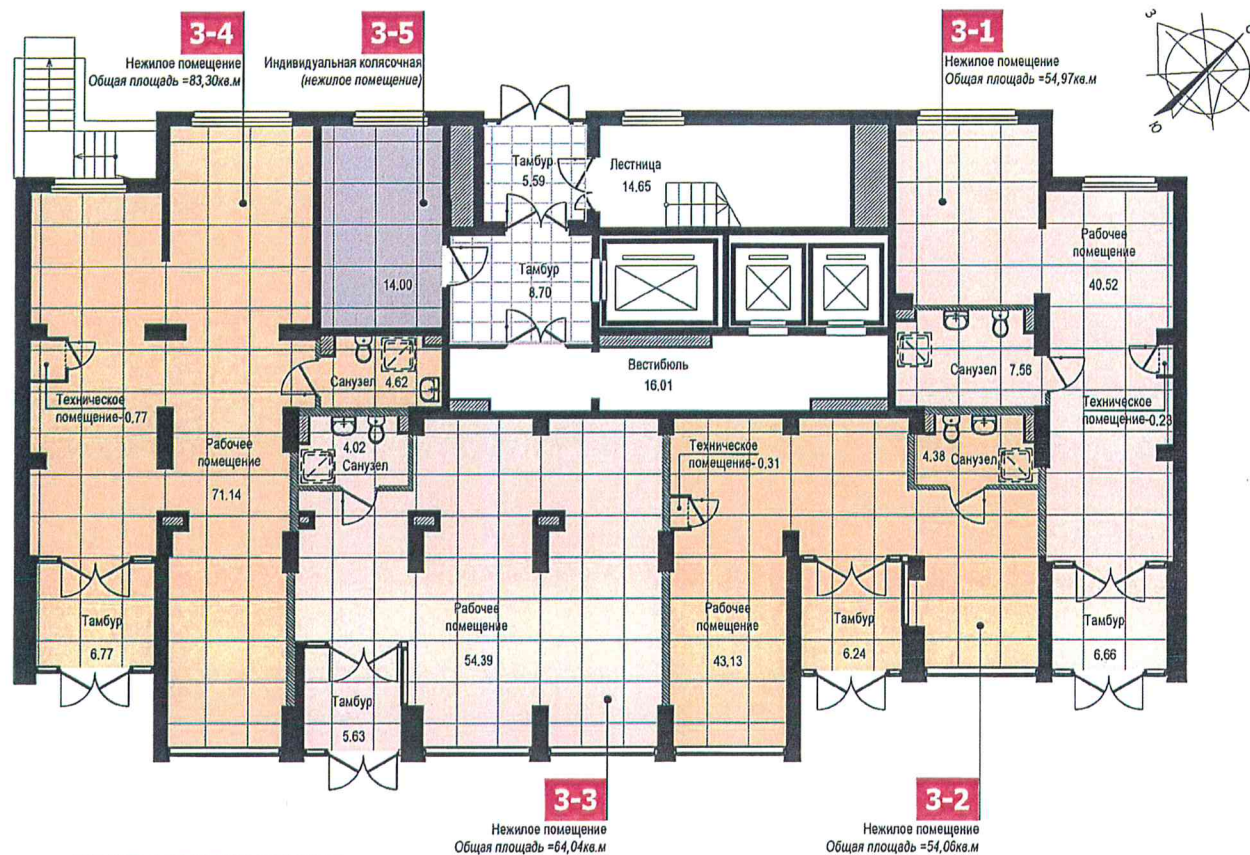 3-4
Нежилое помещение
Общая площадь =83,30кв.м
3-5
Индивидуальная колясочная
(нежилое помещение)
3-1
Нежилое помещение
Общая площадь =54,97кв.м
З
С
Ю
Тамбур
5.59
Лестница
14.65
Рабочее
помещение
40.52
14.00
Тамбур
8.70
Вестибюль
16.01
Санузел
4.62
Санузел
7.56
Техническое
помещение-0.77
Техническое
помещение-0.23
Рабочее
помещение
71.14
4.02
Санузел
Техническое
помещение-0.31
4.38
Санузел
Тамбур
6.77
Рабочее
помещение
54.39
Рабочее
помещение
43.13
Тамбур
6.24
Тамбур
6.66
Тамбур
5.63
3-3
Нежилое помещение
Общая площадь =64,04кв.м
3-2
Нежилое помещение
Общая площадь =54,06кв.м